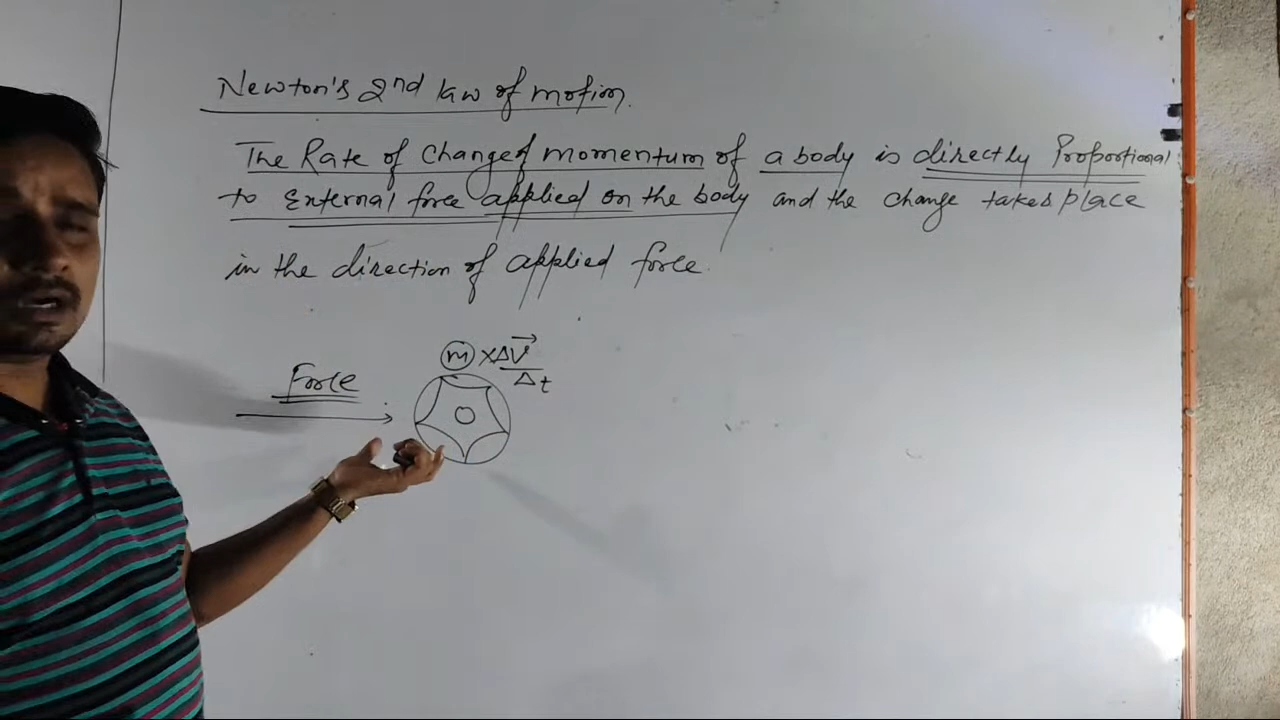 Newton's 2nd law of motion.
The Rate of Change of momentum of a body is directly Proportional
to External force applied on the body and the change takes place
in the direction of applied force.
Force
m × ΔV⃗
Δt